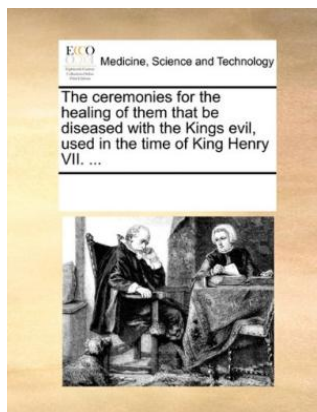 ECCO
Medicine, Science and Technology
The ceremonies for the
healing of them that be
diseased with the Kings evil,
used in the time of King Henry
VII. ...